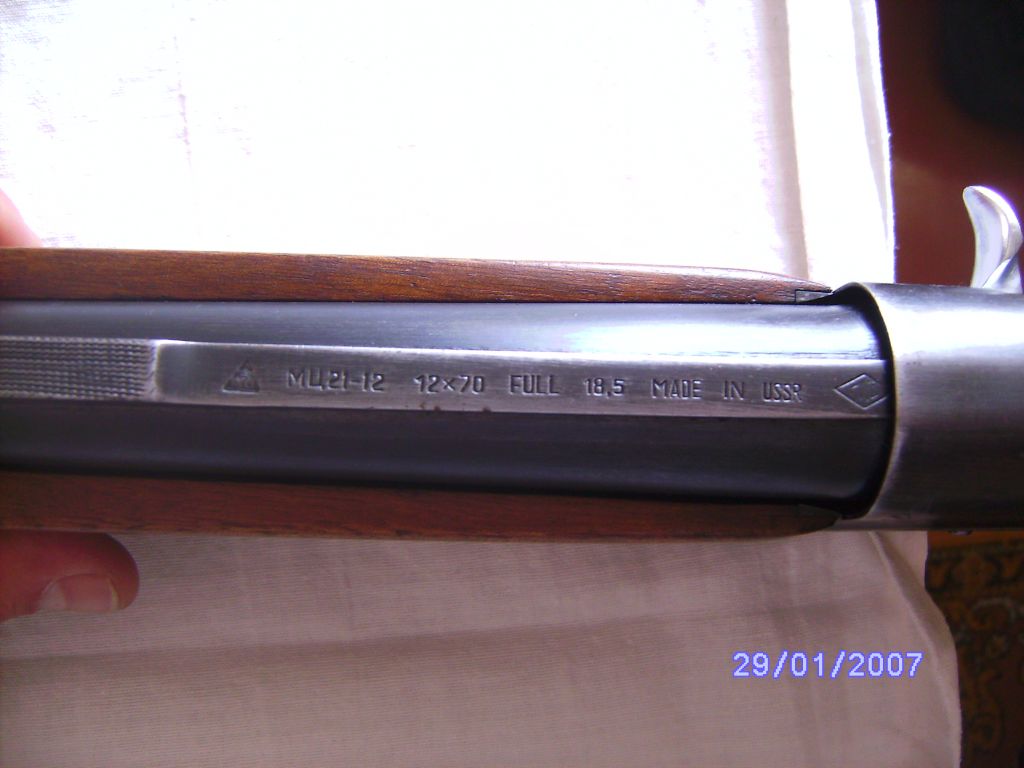 МЦ21-12 12×70 FULL 18,5 MADE IN USSR
29/01/2007